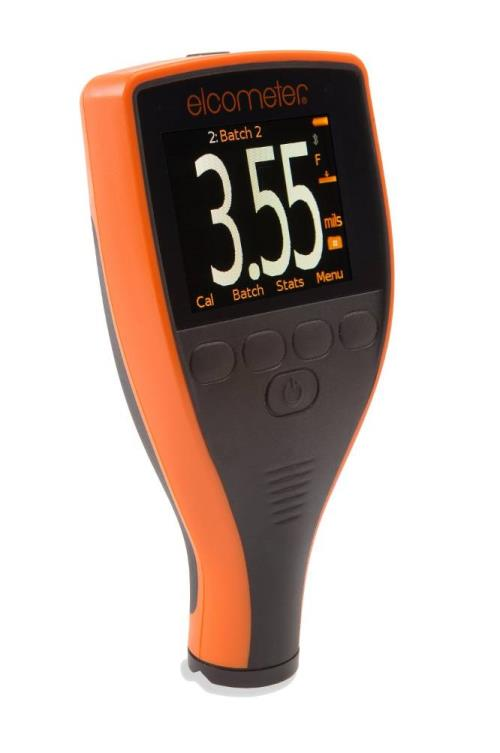 elcometer®
2: Batch 2
F
3.55
mils
Cal Batch Stats Menu